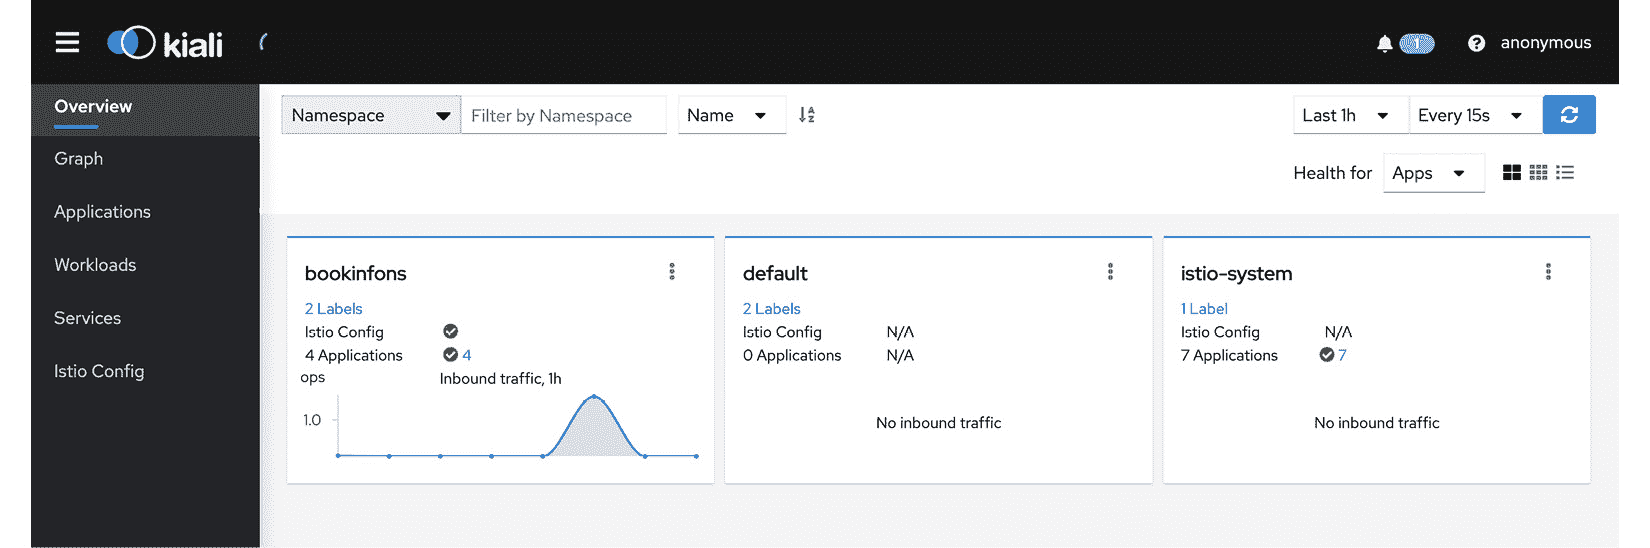 kiali
1
anonymous
Overview
Graph
Applications
Workloads
Services
Istio Config
Namespace
Filter by Namespace
Name
Last 1h
Every 15s
Health for
Apps
bookinfons
2 Labels
Istio Config
4 Applications 4
ops Inbound traffic, 1h
1.0
default
2 Labels
Istio Config N/A
0 Applications N/A
No inbound traffic
istio-system
1 Label
Istio Config N/A
7 Applications 7
No inbound traffic